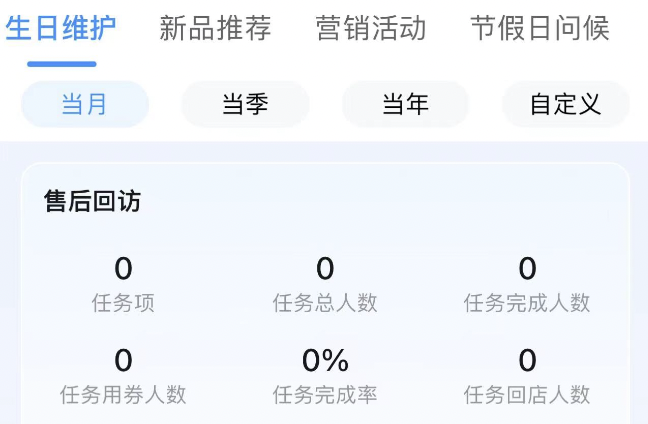 生日维护 新品推荐 营销活动 节假日问候
当月 当季 当年 自定义
售后回访
0 0 0
任务项 任务总人数 任务完成人数
0 0% 0
任务用券人数 任务完成率 任务回店人数